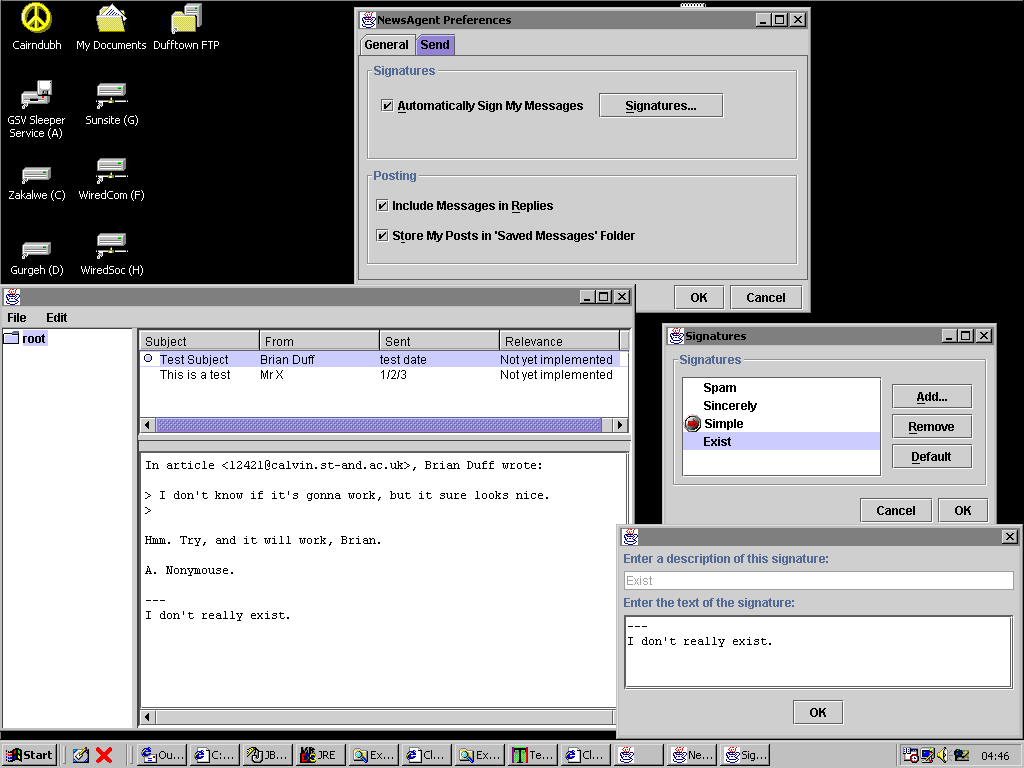 Cairndubh
My Documents
Dufftown FTP
GSV Sleeper
Service (A)
Sunsite (G)
Zakalwe (C)
WiredCom (F)
Gurgeh (D)
WiredSoc (H)
NewsAgent Preferences
General
Send
Signatures
Automatically Sign My Messages
Signatures...
Posting
Include Messages in Replies
Store My Posts in 'Saved Messages' Folder
OK
Cancel
File
Edit
root
Subject
From
Sent
Relevance
Test Subject
Brian Duff
test date
Not yet implemented
This is a test
Mr X
1/2/3
Not yet implemented
In article <12421@calvin.st-and.ac.uk>, Brian Duff wrote:
> I don't know if it's gonna work, but it sure looks nice.
>
Hmm. Try, and it will work, Brian.
A. Nonymouse.
---
I don't really exist.
Signatures
Signatures
Spam
Sincerely
Simple
Exist
Add...
Remove
Default
Cancel
OK
Enter a description of this signature:
Exist
Enter the text of the signature:
---
I don't really exist.
OK
Start
Ou...
C:...
JB...
JRE
Ex...
Cl...
Ex...
Te...
Cl...
Ne...
Sig...
04:46